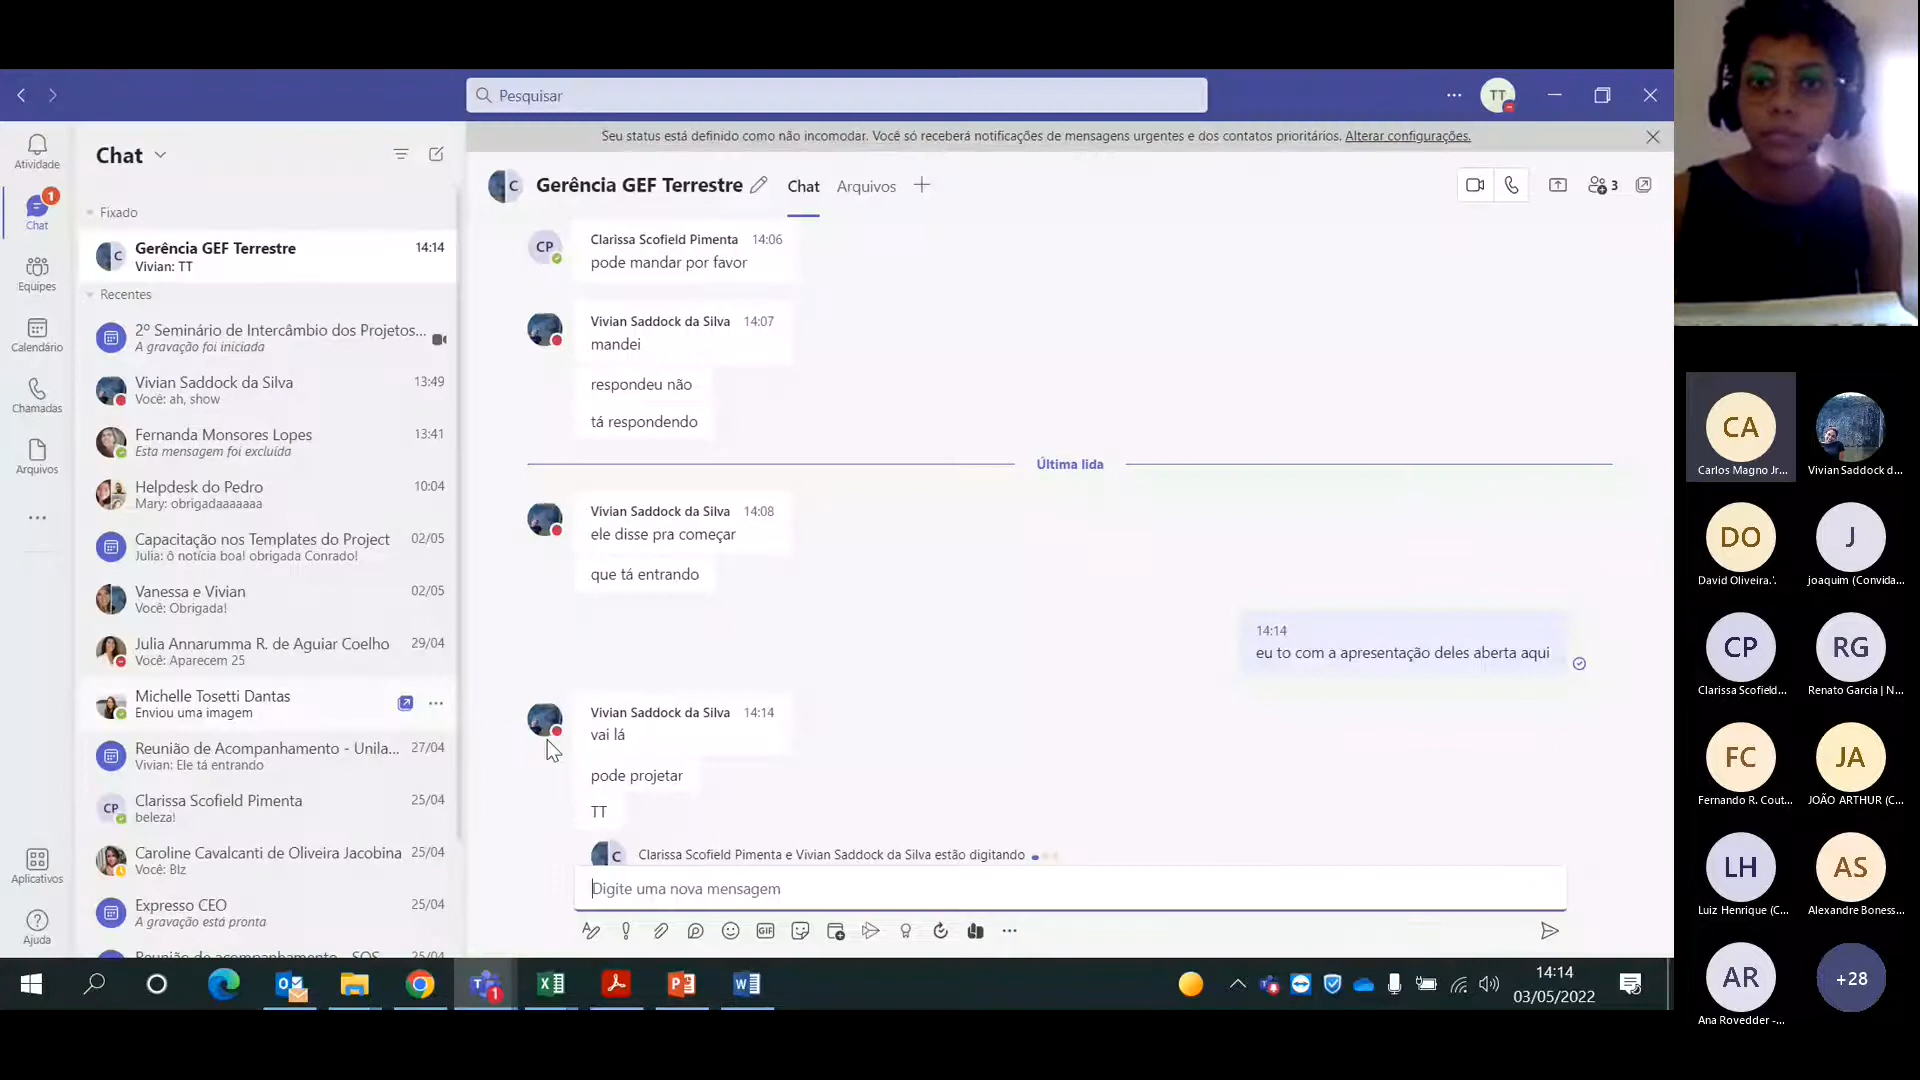 Pesquisar
TT
Seu status está definido como não incomodar. Você só receberá notificações de mensagens urgentes e dos contatos prioritários. Alterar configurações.
Atividade
1
Chat
Equipes
Calendário
Chamadas
Arquivos
Aplicativos
Ajuda
Chat
Fixado
C
Gerência GEF Terrestre 14:14
Vivian: TT
Recentes
2º Seminário de Intercâmbio dos Projetos...
A gravação foi iniciada
Vivian Saddock da Silva 13:49
Você: ah, show
Fernanda Monsores Lopes 13:41
Esta mensagem foi excluída
Helpdesk do Pedro 10:04
Mary: obrigadaaaaaaa
Capacitação nos Templates do Project 02/05
Julia: ô notícia boa! obrigada Conrado!
Vanessa e Vivian 02/05
Você: Obrigada!
Julia Annarumma R. de Aguiar Coelho 29/04
Você: Aparecem 25
Michelle Tosetti Dantas
Enviou uma imagem
Reunião de Acompanhamento - Unila... 27/04
Vivian: Ele tá entrando
CP
Clarissa Scofield Pimenta 25/04
beleza!
Caroline Cavalcanti de Oliveira Jacobina 25/04
Você: Blz
Expresso CEO 25/04
A gravação está pronta
Reunião de acompanhamento - SOS 25/04
C
Gerência GEF Terrestre
Chat Arquivos
3
CP
Clarissa Scofield Pimenta 14:06
pode mandar por favor
Vivian Saddock da Silva 14:07
mandei
respondeu não
tá respondendo
Última lida
Vivian Saddock da Silva 14:08
ele disse pra começar
que tá entrando
14:14
eu to com a apresentação deles aberta aqui
Vivian Saddock da Silva 14:14
vai lá
pode projetar
TT
C
Clarissa Scofield Pimenta e Vivian Saddock da Silva estão digitando
Digite uma nova mensagem
GIF
1
14:14
03/05/2022
CA
Carlos Magno Jr...
Vivian Saddock d...
DO
David Oliveira.'.
J
joaquim (Convida...
CP
Clarissa Scofield...
RG
Renato Garcia | N...
FC
Fernando R. Cout...
JA
JOÃO ARTHUR (C...
LH
Luiz Henrique (C...
AS
Alexandre Boness...
AR
Ana Rovedder -...
+28